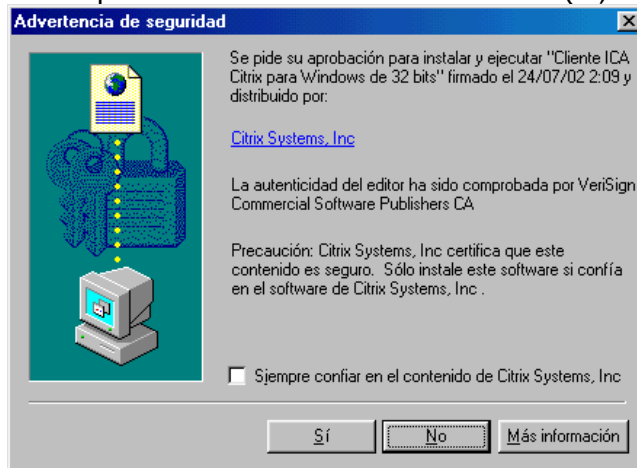 Advertencia de seguridad
Se pide su aprobación para instalar y ejecutar "Cliente ICA
Citrix para Windows de 32 bits" firmado el 24/07/02 2:09 y
distribuido por:
Citrix Systems, Inc
La autenticidad del editor ha sido comprobada por VeriSign
Commercial Software Publishers CA
Precaución: Citrix Systems, Inc certifica que este
contenido es seguro. Sólo instale este software si confía
en el software de Citrix Systems, Inc .
Siempre confiar en el contenido de Citrix Systems, Inc
Sí No Más información